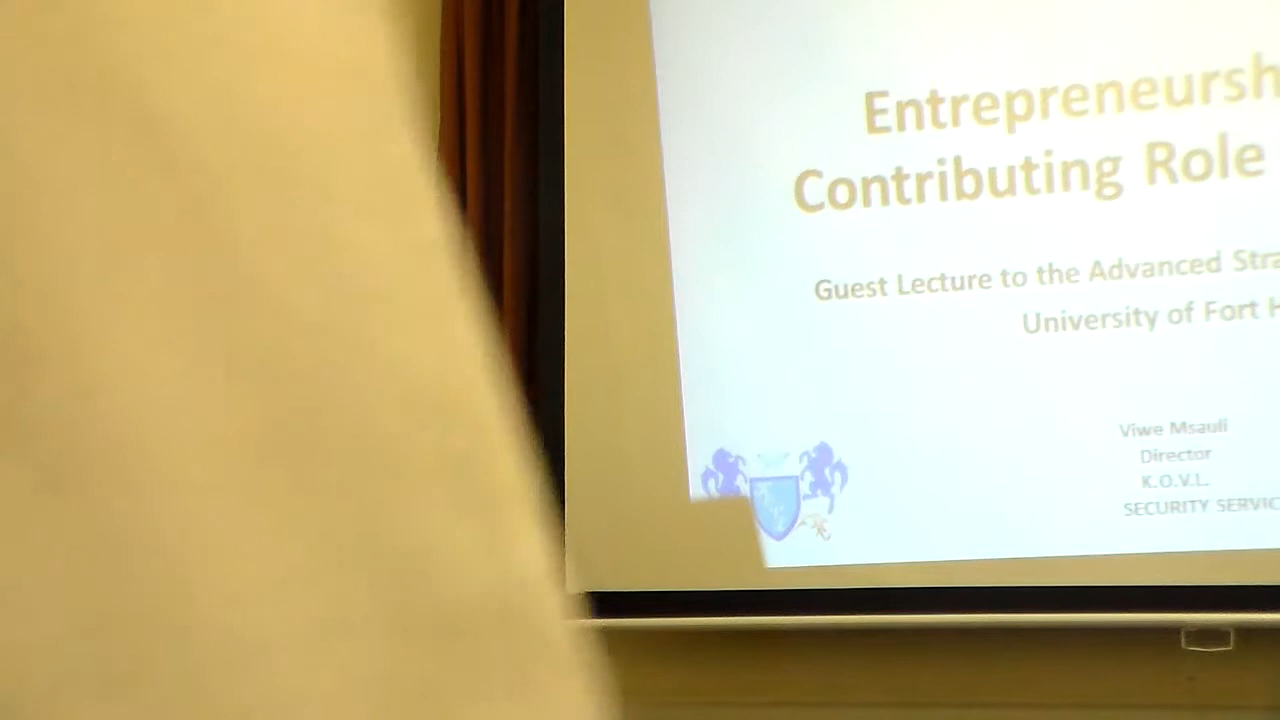 Entrepreneursh
Contributing Role
Guest Lecture to the Advanced Stra
University of Fort H
Viwe Msauli
Director
K.O.V.L.
SECURITY SERVIC